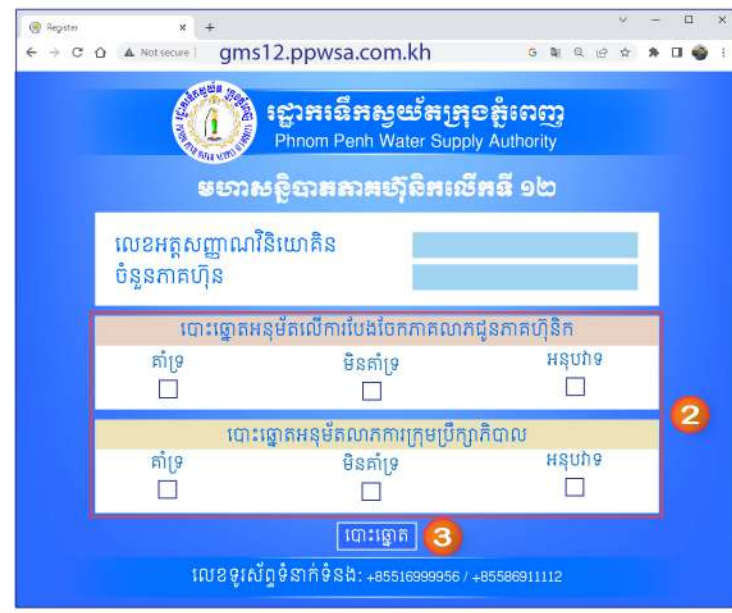 Register
Not secure
gms12.ppwsa.com.kh
រដ្ឋាករទឹកស្វយ័តក្រុងភ្នំពេញ
Phnom Penh Water Supply Authority
មហាសន្និបាតភាគហ៊ុនិកលើកទី ១២
លេខអត្តសញ្ញាណវិនិយោគិន
ចំនួនភាគហ៊ុន
បោះឆ្នោតអនុម័តលើការបែងចែកភាគលាភជូនភាគហ៊ុនិក
គាំទ្រ មិនគាំទ្រ អនុបវាទ
2
បោះឆ្នោតអនុម័តលាភការក្រុមប្រឹក្សាភិបាល
គាំទ្រ មិនគាំទ្រ អនុបវាទ
បោះឆ្នោត 3
លេខទូរស័ព្ទទំនាក់ទំនង: +85516999956 / +85586911112